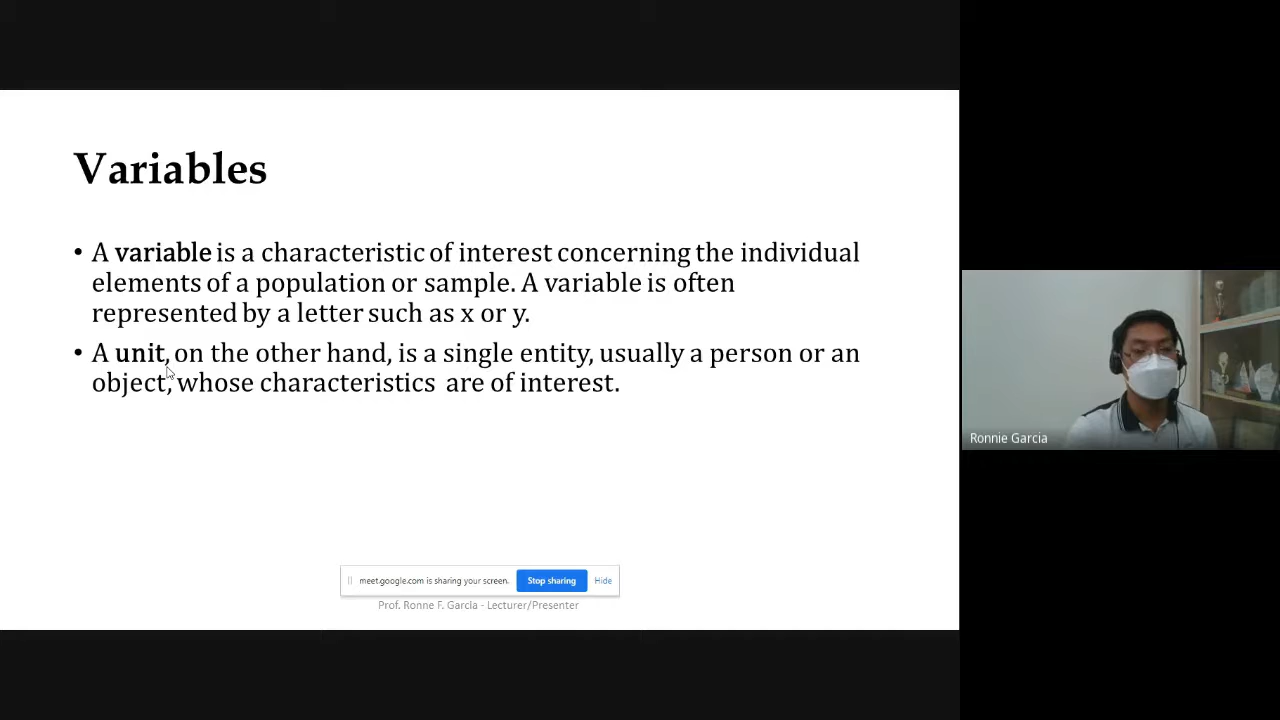 Variables
• A variable is a characteristic of interest concerning the individual
elements of a population or sample. A variable is often
represented by a letter such as x or y.
• A unit, on the other hand, is a single entity, usually a person or an
object, whose characteristics are of interest.
meet.google.com is sharing your screen.
Stop sharing
Hide
Prof. Ronne F. Garcia - Lecturer/Presenter
Ronnie Garcia